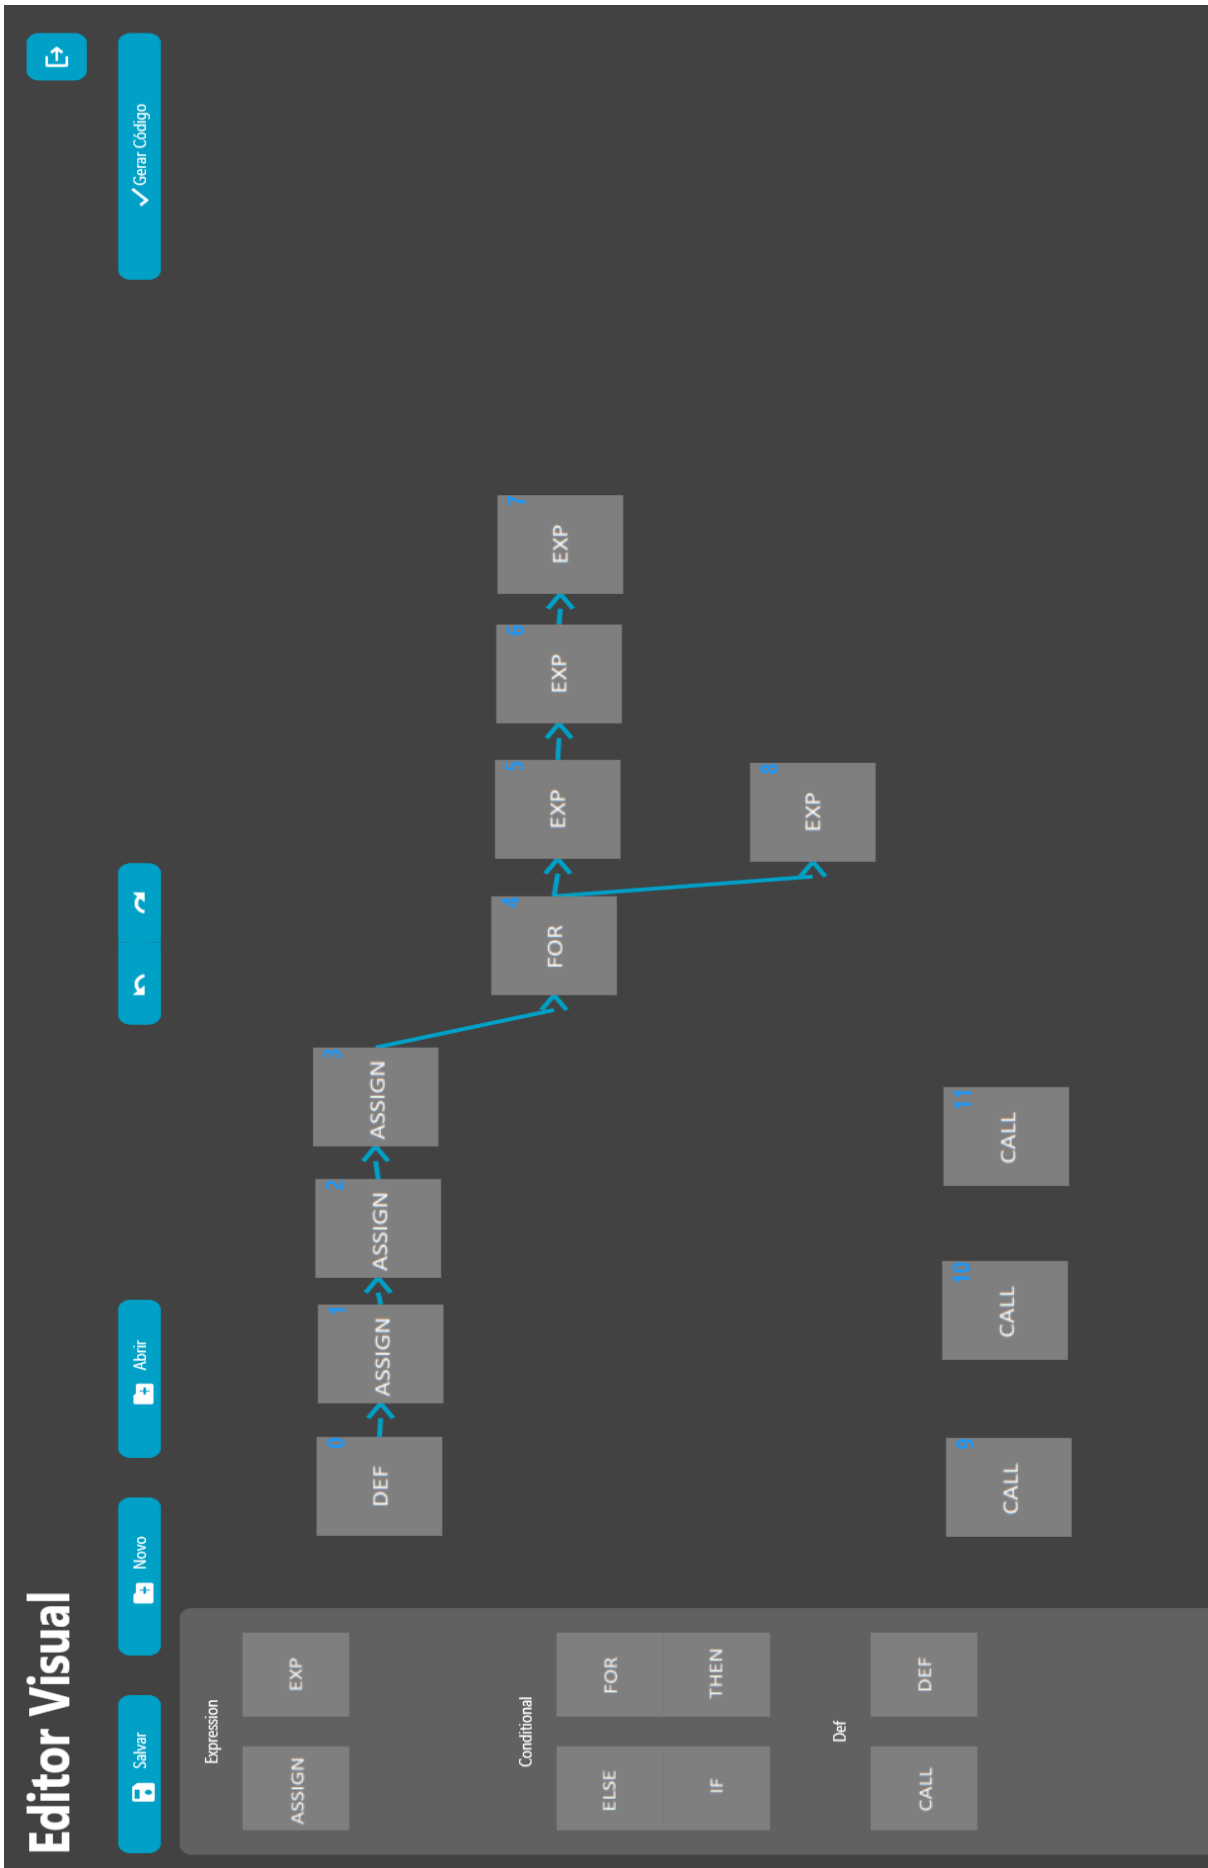 Editor Visual
Salvar
Novo
Abrir
Gerar Código
Expression
ASSIGN
EXP
Conditional
ELSE
FOR
IF
THEN
Def
CALL
DEF
0
DEF
1
ASSIGN
2
ASSIGN
3
ASSIGN
4
FOR
5
EXP
6
EXP
7
EXP
8
EXP
9
CALL
10
CALL
11
CALL